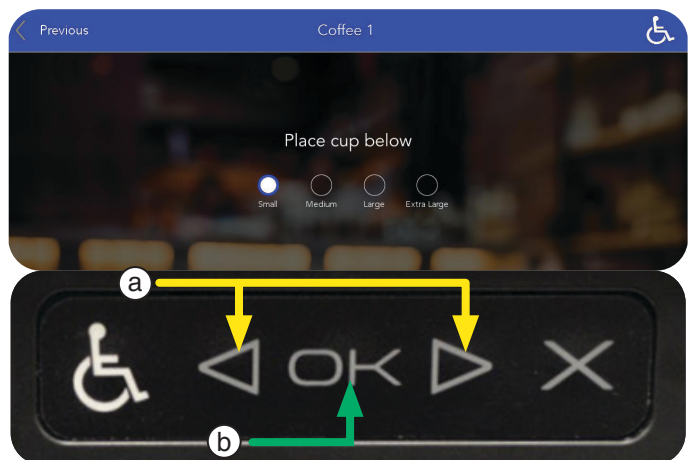 Previous
Coffee 1
Place cup below
Small
Medium
Large
Extra Large
a
OK
b